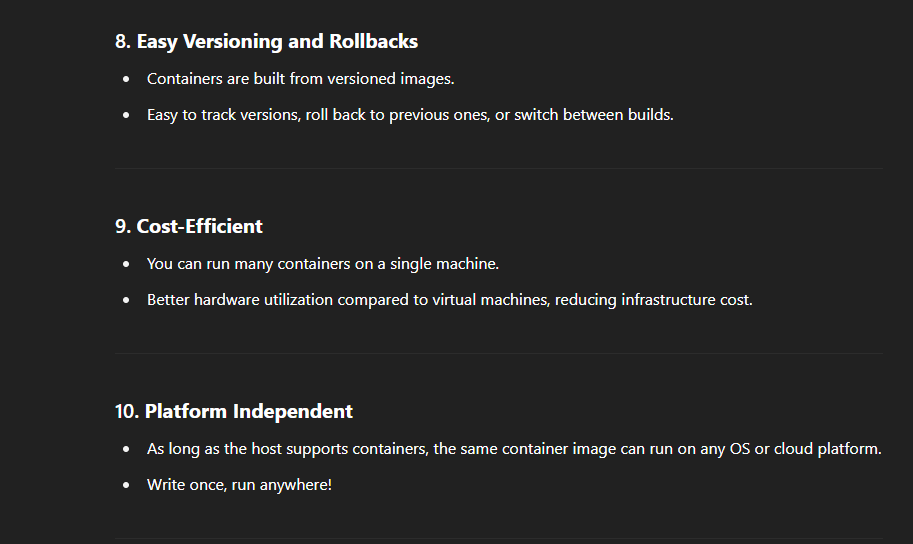 8. Easy Versioning and Rollbacks
• Containers are built from versioned images.
• Easy to track versions, roll back to previous ones, or switch between builds.
9. Cost-Efficient
• You can run many containers on a single machine.
• Better hardware utilization compared to virtual machines, reducing infrastructure cost.
10. Platform Independent
• As long as the host supports containers, the same container image can run on any OS or cloud platform.
• Write once, run anywhere!